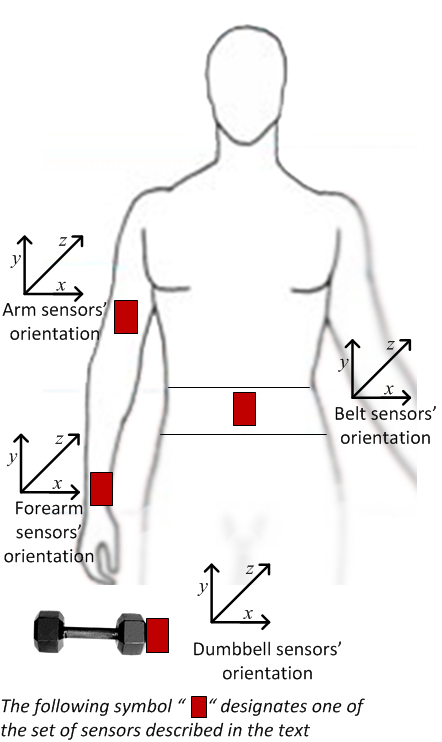 z
y
x
Arm sensors'
orientation
z
y
x
Belt sensors'
orientation
z
y
x
Forearm
sensors'
orientation
z
y
x
Dumbbell sensors'
orientation
The following symbol “ “ designates one of
the set of sensors described in the text